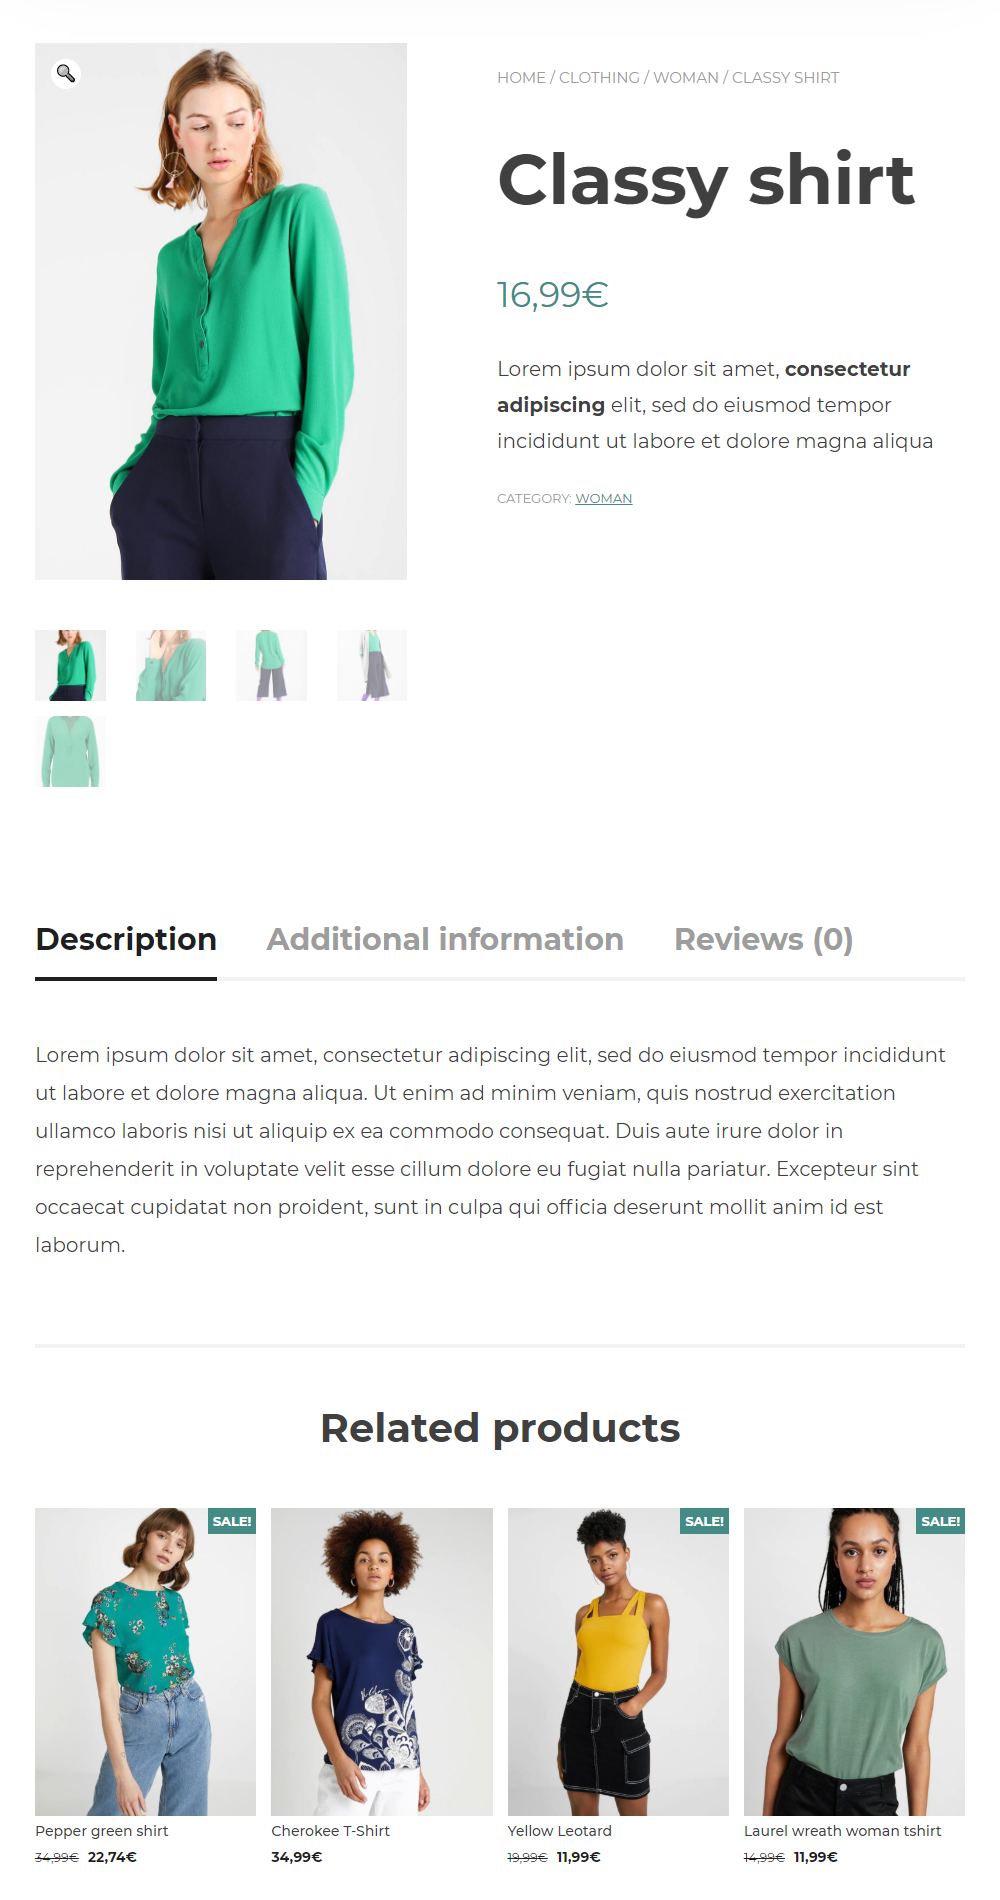 HOME / CLOTHING / WOMAN / CLASSY SHIRT
Classy shirt
16,99€
Lorem ipsum dolor sit amet, consectetur
adipiscing elit, sed do eiusmod tempor
incididunt ut labore et dolore magna aliqua
CATEGORY: WOMAN
Description Additional information Reviews (0)
Lorem ipsum dolor sit amet, consectetur adipiscing elit, sed do eiusmod tempor incididunt
ut labore et dolore magna aliqua. Ut enim ad minim veniam, quis nostrud exercitation
ullamco laboris nisi ut aliquip ex ea commodo consequat. Duis aute irure dolor in
reprehenderit in voluptate velit esse cillum dolore eu fugiat nulla pariatur. Excepteur sint
occaecat cupidatat non proident, sunt in culpa qui officia deserunt mollit anim id est
laborum.
Related products
SALE!
Pepper green shirt
34,99€ 22,74€
Cherokee T-Shirt
34,99€
SALE!
Yellow Leotard
19,99€ 11,99€
SALE!
Laurel wreath woman tshirt
14,99€ 11,99€